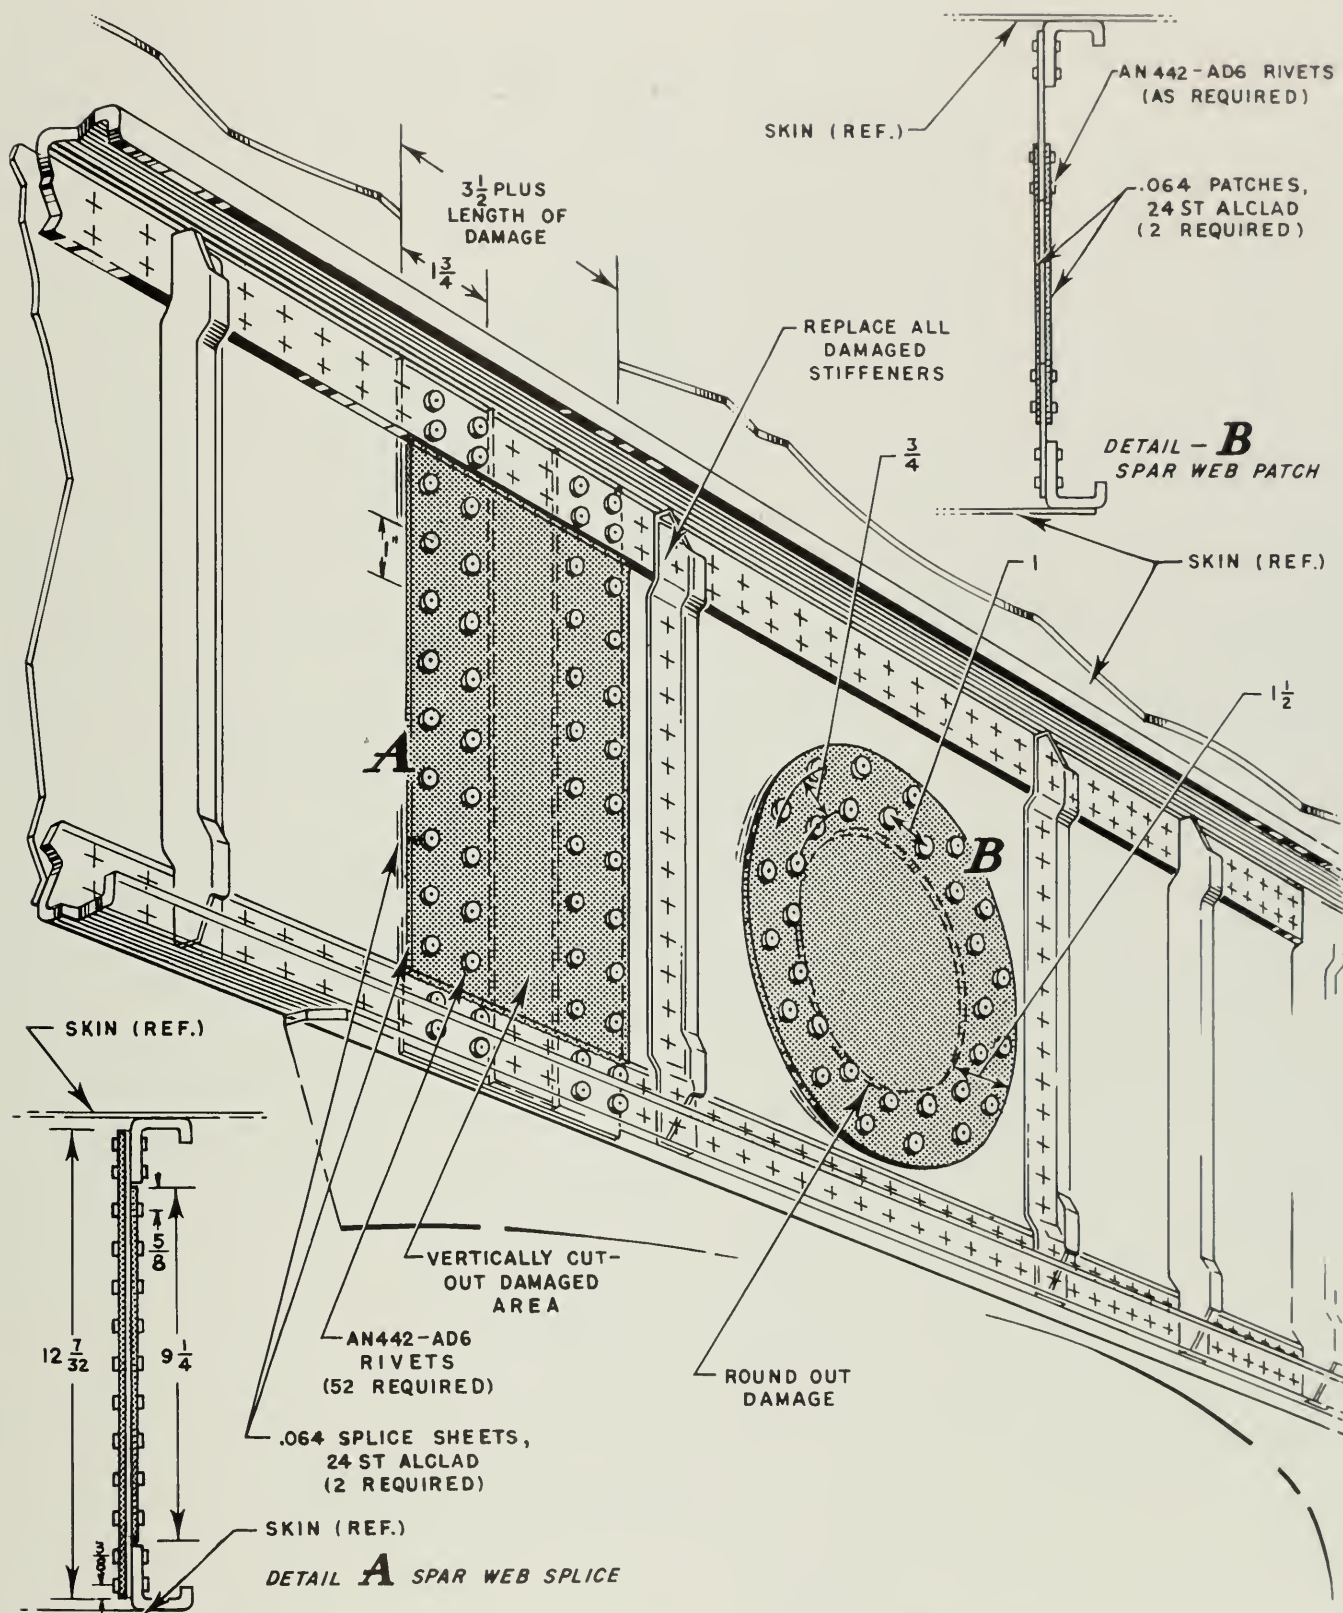 AN 442-AD6 RIVETS
(AS REQUIRED)
SKIN (REF.)
.064 PATCHES,
24 ST ALCLAD
(2 REQUIRED)
3 1/2 PLUS
LENGTH OF
DAMAGE
1 3/4
REPLACE ALL
DAMAGED
STIFFENERS
3/4
DETAIL - B
SPAR WEB PATCH
1"
1
SKIN (REF.)
1 1/2
A
B
SKIN (REF.)
5/8
12 7/32
9 1/4
VERTICALLY CUT-
OUT DAMAGED
AREA
AN442-AD6
RIVETS
(52 REQUIRED)
ROUND OUT
DAMAGE
.064 SPLICE SHEETS,
24 ST ALCLAD
(2 REQUIRED)
SKIN (REF.)
DETAIL A SPAR WEB SPLICE